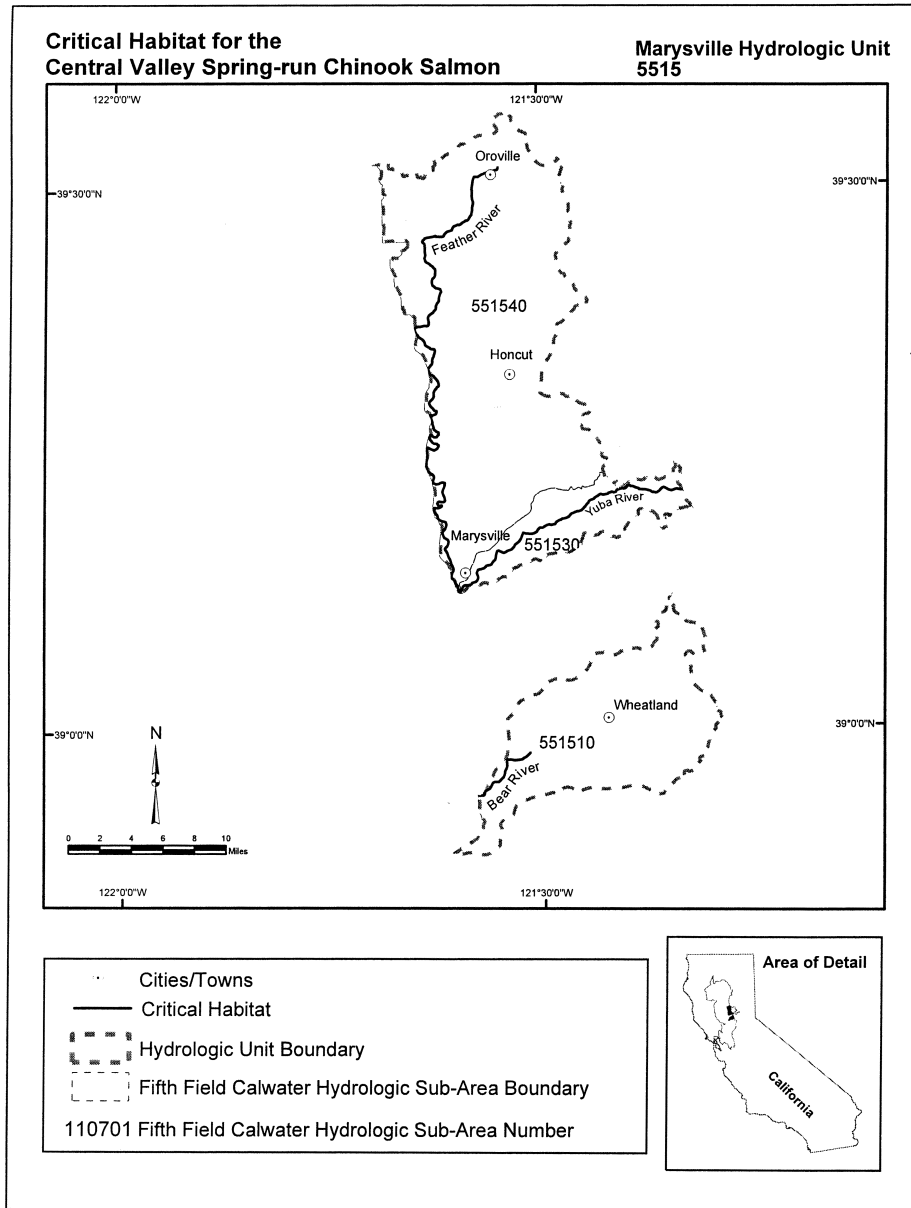 Critical Habitat for the
Central Valley Spring-run Chinook Salmon
Marysville Hydrologic Unit
5515
122°0'0"W
121°30'0"W
Oroville
39°30'0"N
39°30'0"N
Feather River
551540
Honcut
Yuba River
Marysville
551530
Wheatland
39°0'0"N
39°0'0"N
551510
N
Bear River
0 2 4 6 8 10
Miles
122°0'0"W
121°30'0"W
Cities/Towns
Critical Habitat
Hydrologic Unit Boundary
Fifth Field Calwater Hydrologic Sub-Area Boundary
110701 Fifth Field Calwater Hydrologic Sub-Area Number
Area of Detail
California